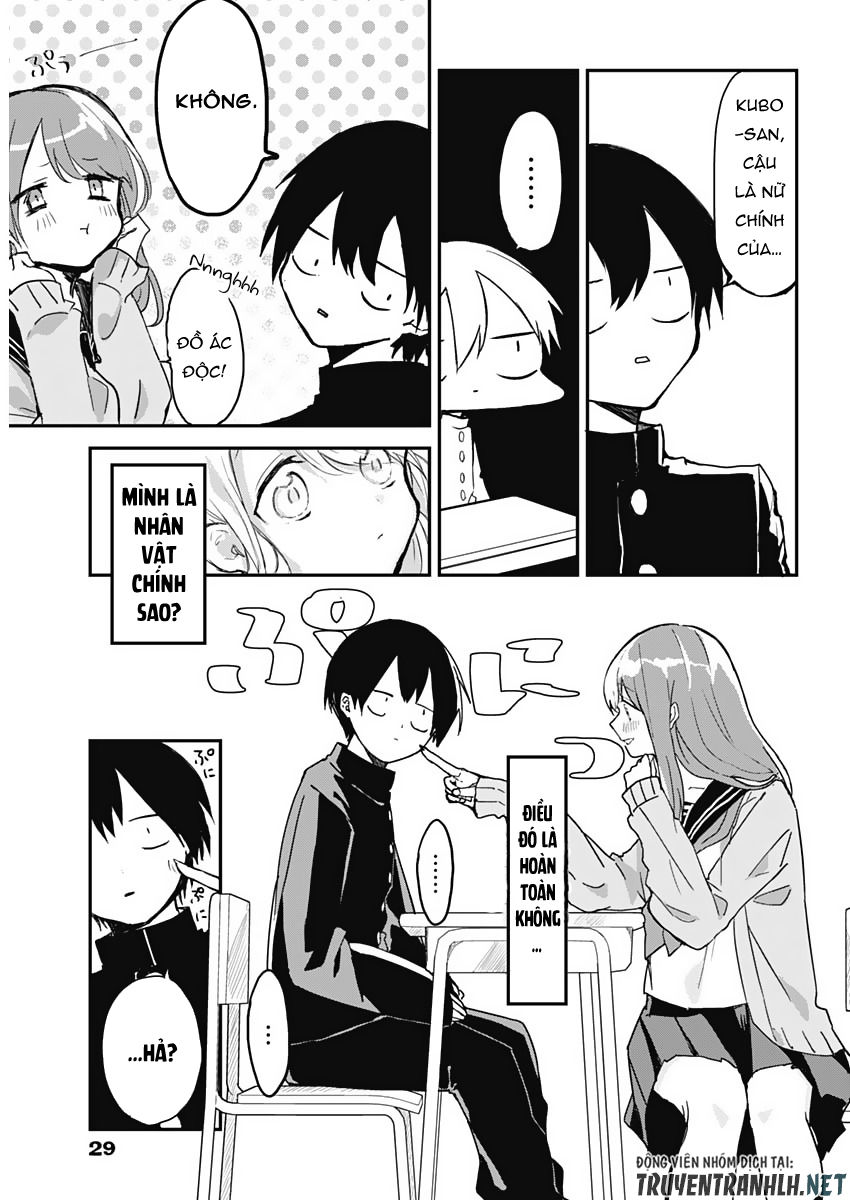 KUBO
-SAN,
CẬU
LÀ NỮ
CHÍNH
CỦA...
......
KHÔNG.
ぷぅ
Nnnghhh
ĐỒ ÁC
ĐỘC!
MÌNH LÀ
NHÂN
VẬT
CHÍNH
SAO?
ぷにっ
ĐIỀU
ĐÓ LÀ
HOÀN
TOÀN
KHÔNG
...
.....
...
ぷに
ぷに
...HẢ?
29
ĐỘNG VIÊN NHÓM DỊCH TẠI:
TRUYENTRANHLH.NET